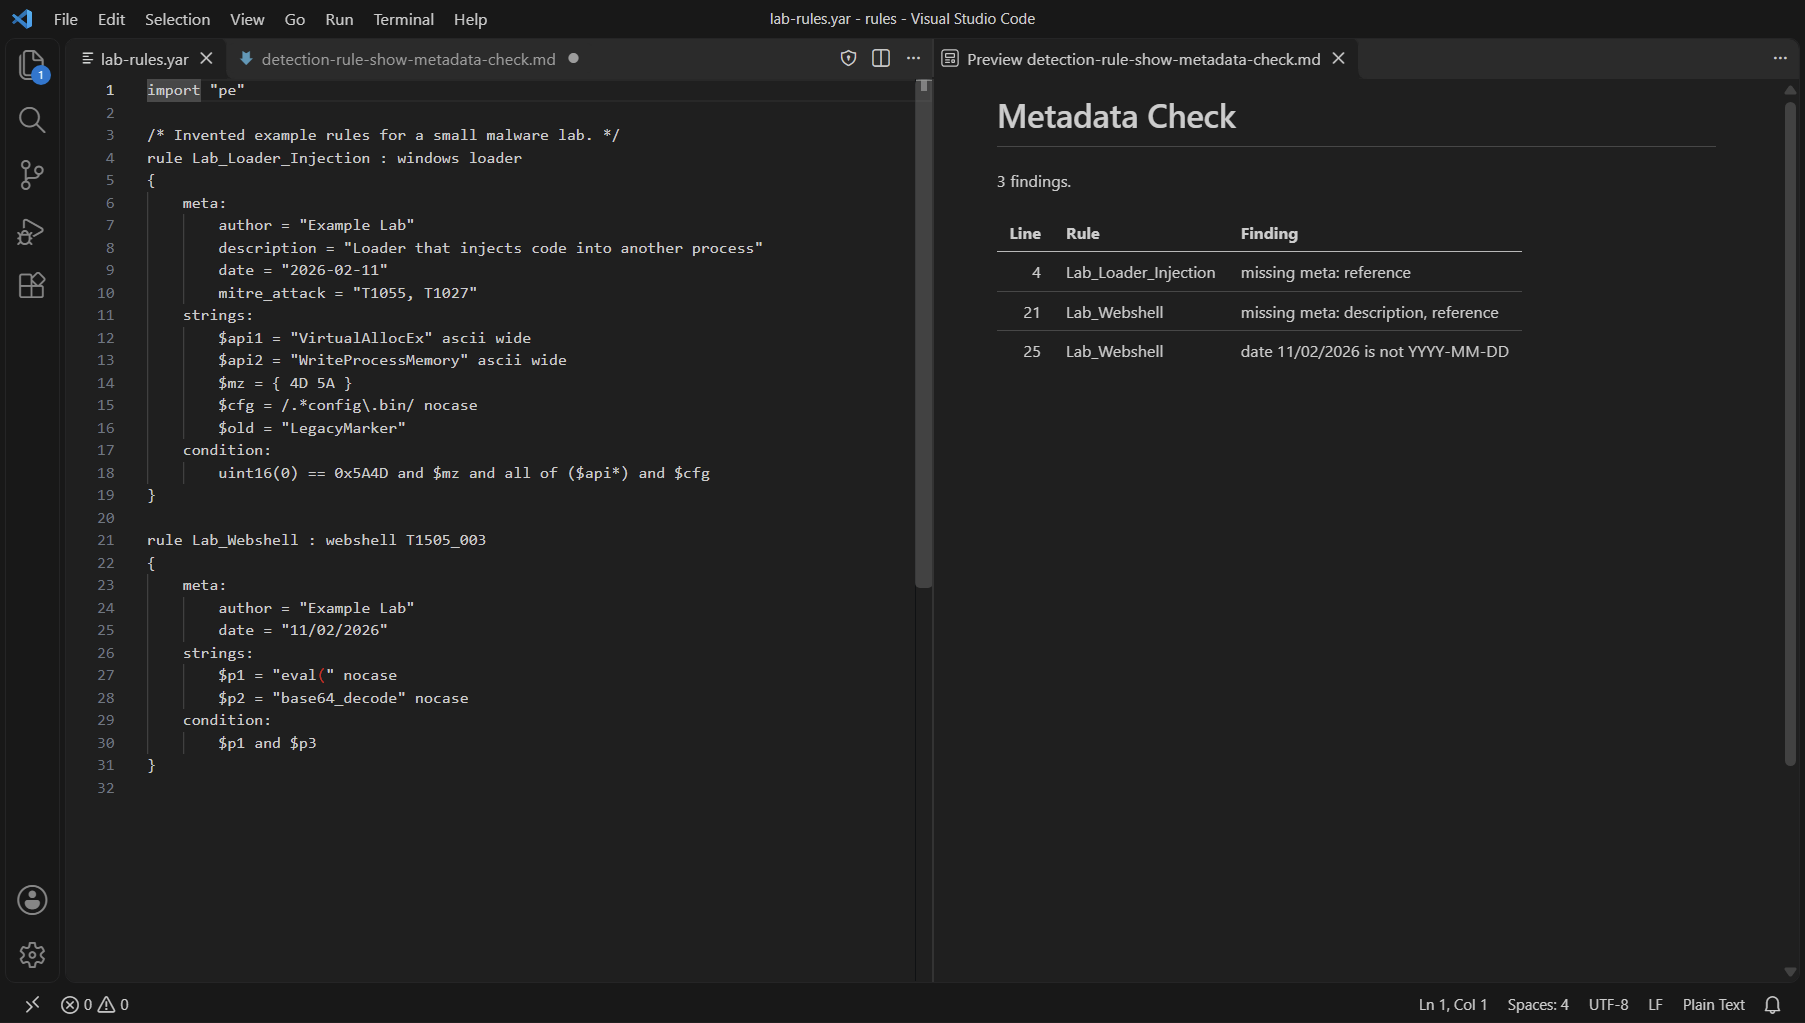 File Edit Selection View Go Run Terminal Help
lab-rules.yar - rules - Visual Studio Code
1
lab-rules.yar
detection-rule-show-metadata-check.md
Preview detection-rule-show-metadata-check.md
1 import "pe"
2
3 /* Invented example rules for a small malware lab. */
4 rule Lab_Loader_Injection : windows loader
5 {
6 meta:
7 author = "Example Lab"
8 description = "Loader that injects code into another process"
9 date = "2026-02-11"
10 mitre_attack = "T1055, T1027"
11 strings:
12 $api1 = "VirtualAllocEx" ascii wide
13 $api2 = "WriteProcessMemory" ascii wide
14 $mz = { 4D 5A }
15 $cfg = /.*config\.bin/ nocase
16 $old = "LegacyMarker"
17 condition:
18 uint16(0) == 0x5A4D and $mz and all of ($api*) and $cfg
19 }
20
21 rule Lab_Webshell : webshell T1505_003
22 {
23 meta:
24 author = "Example Lab"
25 date = "11/02/2026"
26 strings:
27 $p1 = "eval(" nocase
28 $p2 = "base64_decode" nocase
29 condition:
30 $p1 and $p3
31 }
32
Metadata Check
3 findings.
Line Rule Finding
4 Lab_Loader_Injection missing meta: reference
21 Lab_Webshell missing meta: description, reference
25 Lab_Webshell date 11/02/2026 is not YYYY-MM-DD
0 0
Ln 1, Col 1 Spaces: 4 UTF-8 LF Plain Text